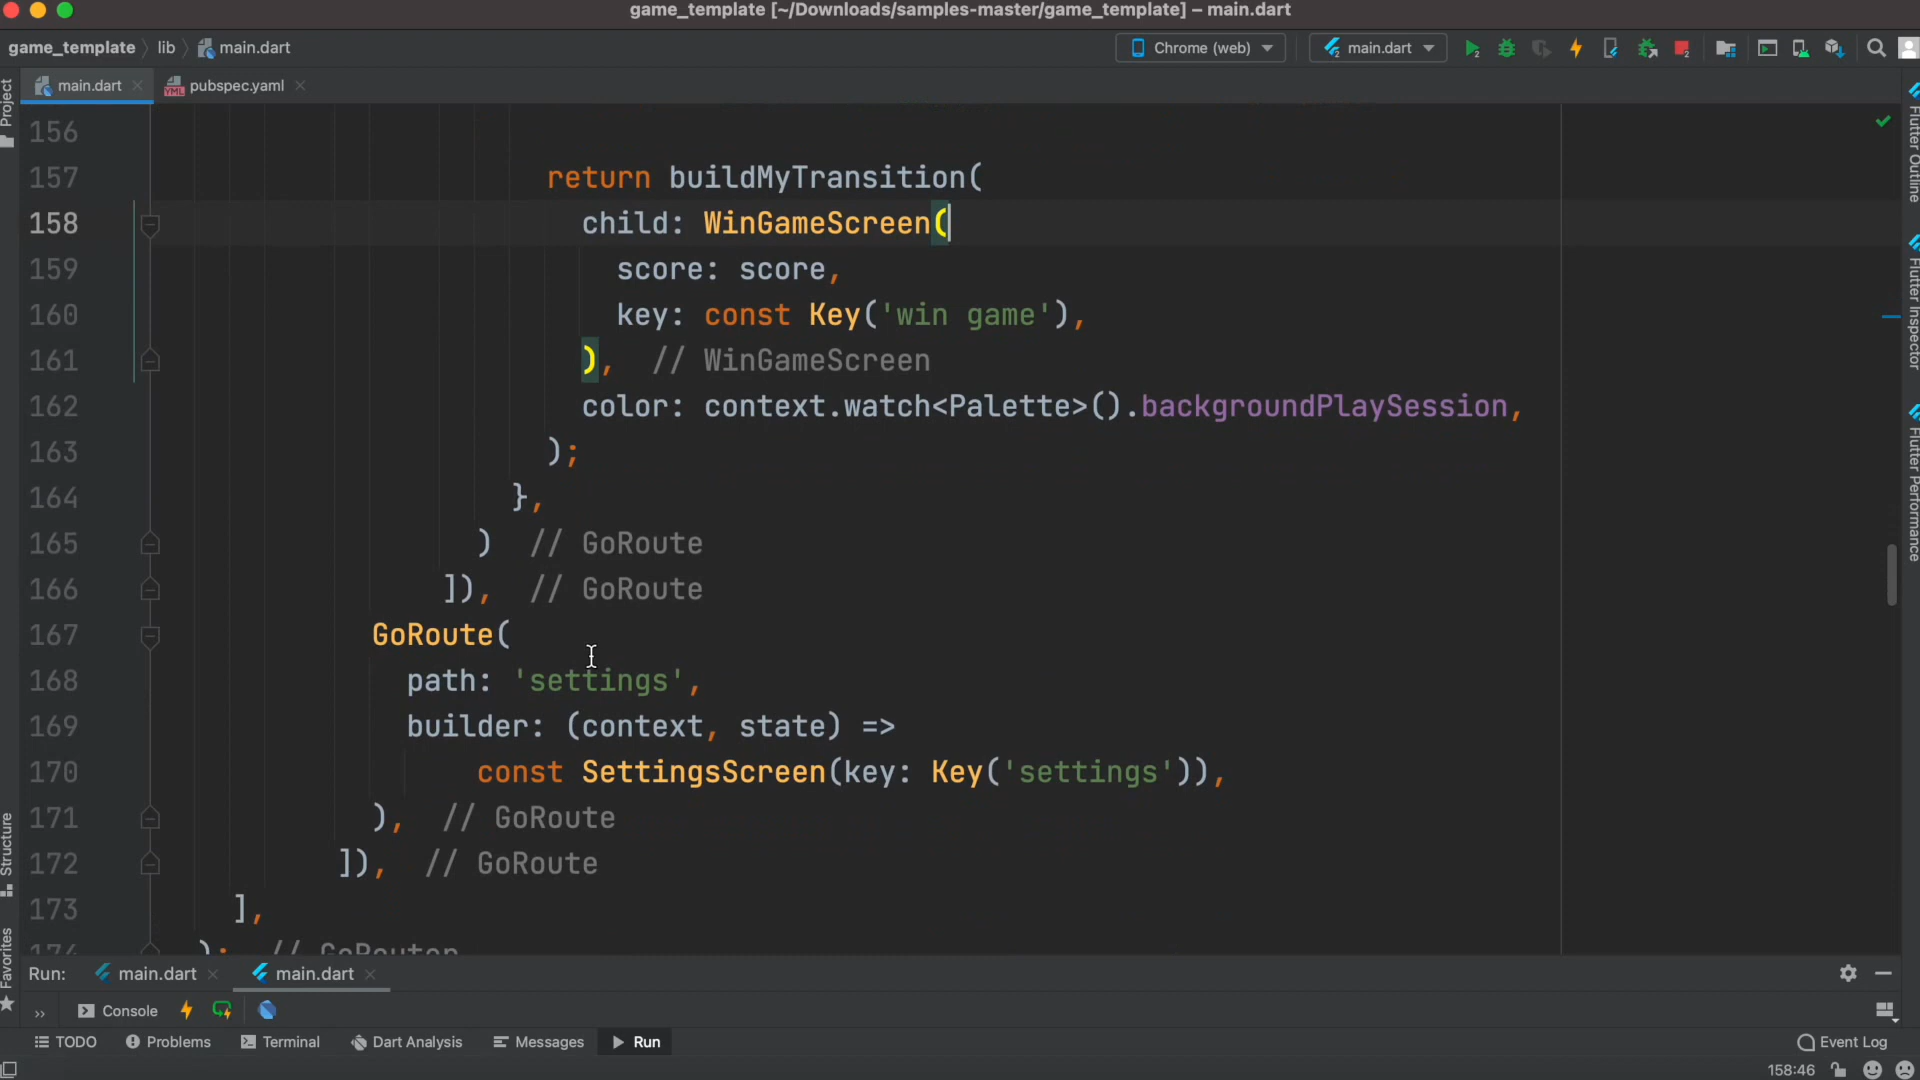 game_template [~/Downloads/samples-master/game_template] – main.dart
game_template lib main.dart Chrome (web) main.dart
main.dart pubspec.yaml
Project
Structure
Favorites
156
157 return buildMyTransition(
158 child: WinGameScreen(
159 score: score,
160 key: const Key('win game'),
161 ), // WinGameScreen
162 color: context.watch<Palette>().backgroundPlaySession,
163 );
164 },
165 ) // GoRoute
166 ]), // GoRoute
167 GoRoute(
168 path: 'settings',
169 builder: (context, state) =>
170 const SettingsScreen(key: Key('settings')),
171 ), // GoRoute
172 ]), // GoRoute
173 ],
174 ); // GoRouter
Flutter Outline
Flutter Inspector
Flutter Performance
Run: main.dart main.dart
Console
TODO Problems Terminal Dart Analysis Messages Run Event Log
158:46